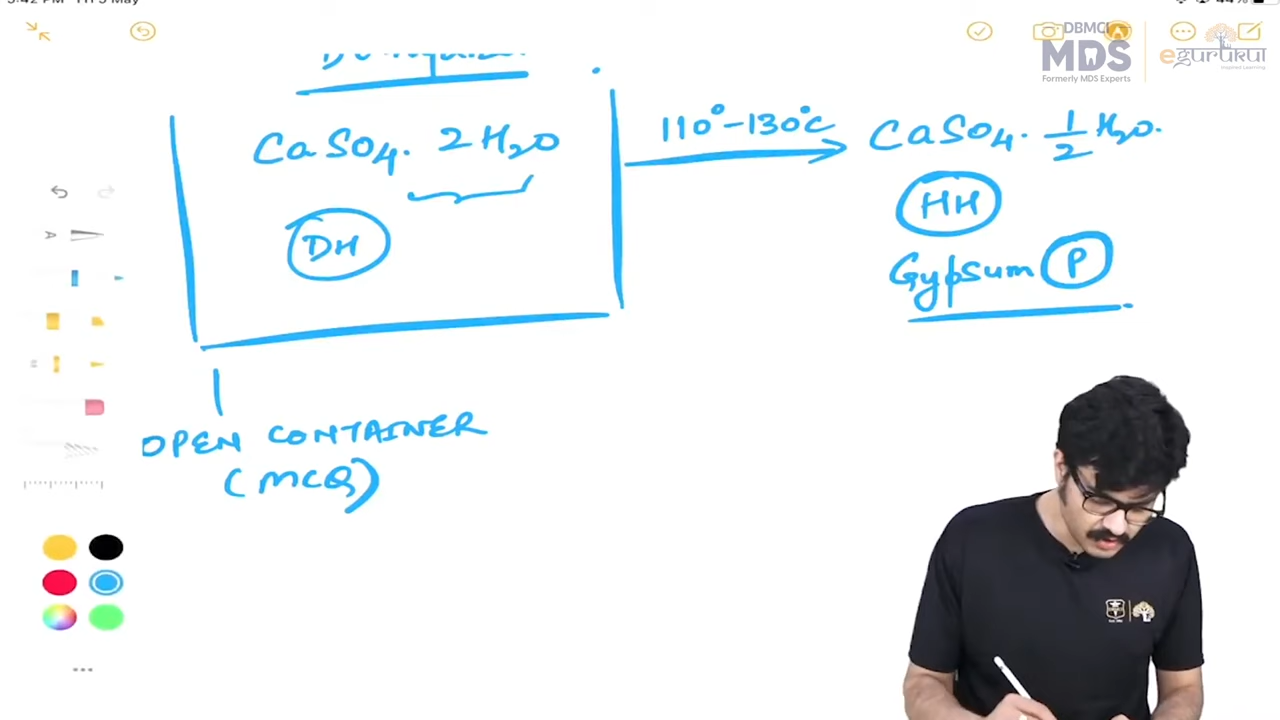 DBMCI
MDS
Formerly MDS Experts
egurukul
CaSO4. 2H2O
110°-130°C
CaSO4. 1/2 H2O.
DH
HH
Gypsum P
OPEN CONTAINER
(MCQ)